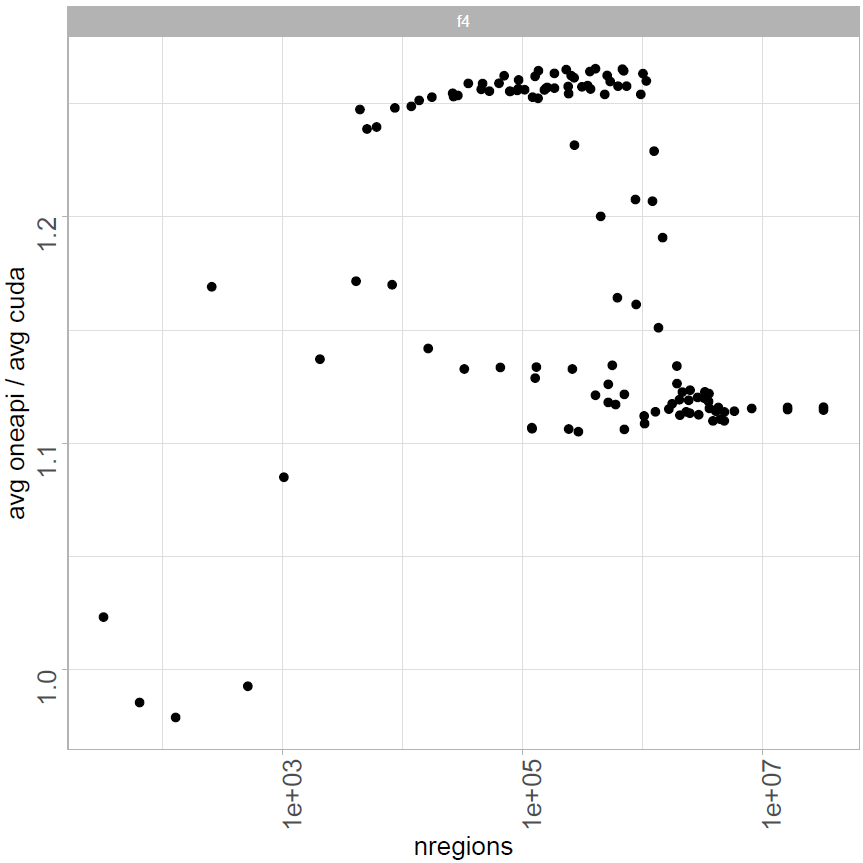 f4
avg oneapi / avg cuda
1.2
1.1
1.0
1e+03
1e+05
1e+07
nregions